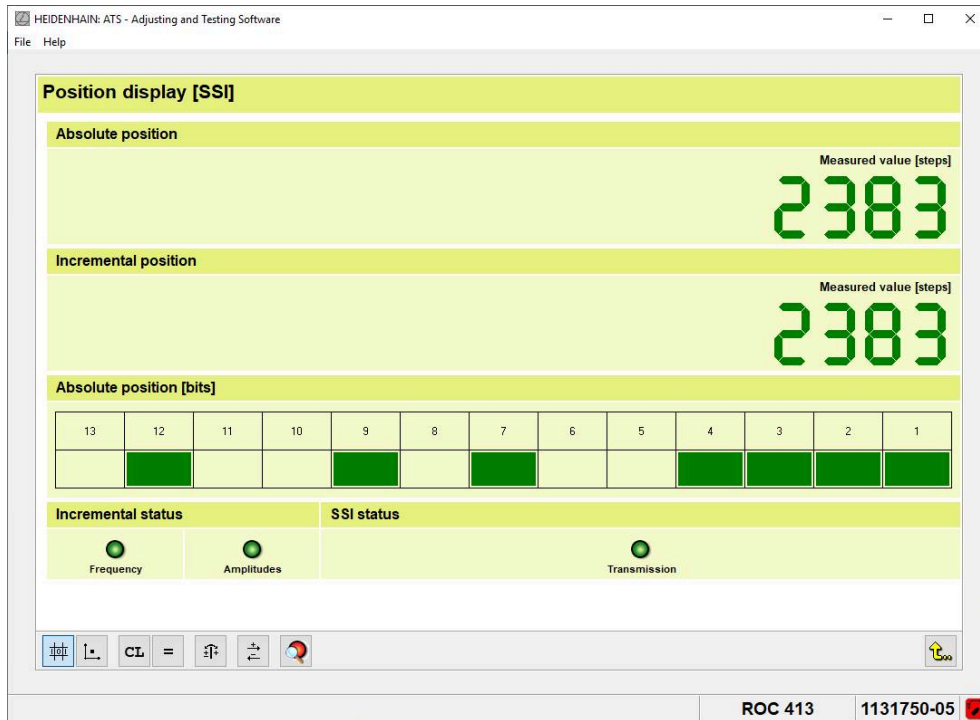 HEIDENHAIN: ATS - Adjusting and Testing Software
File Help
Position display [SSI]
Absolute position
Measured value [steps]
2383
Incremental position
Measured value [steps]
2383
Absolute position [bits]
13 12 11 10 9 8 7 6 5 4 3 2 1
Incremental status SSI status
Frequency Amplitudes Transmission
CL =
ROC 413 1131750-05